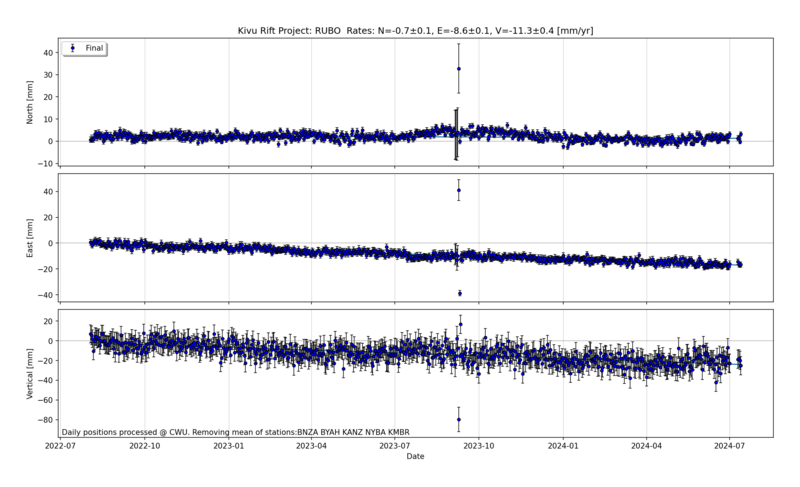 Kivu Rift Project: RUBO  Rates: N=-0.7±0.1, E=-8.6±0.1, V=-11.3±0.4 [mm/yr]
Final
North [mm]
40
30
20
10
0
−10
East [mm]
40
20
0
−20
−40
Vertical [mm]
20
0
−20
−40
−60
−80
Daily positions processed @ CWU. Removing mean of stations:BNZA BYAH KANZ NYBA KMBR
2022-07 2022-10 2023-01 2023-04 2023-07 2023-10 2024-01 2024-04 2024-07
Date